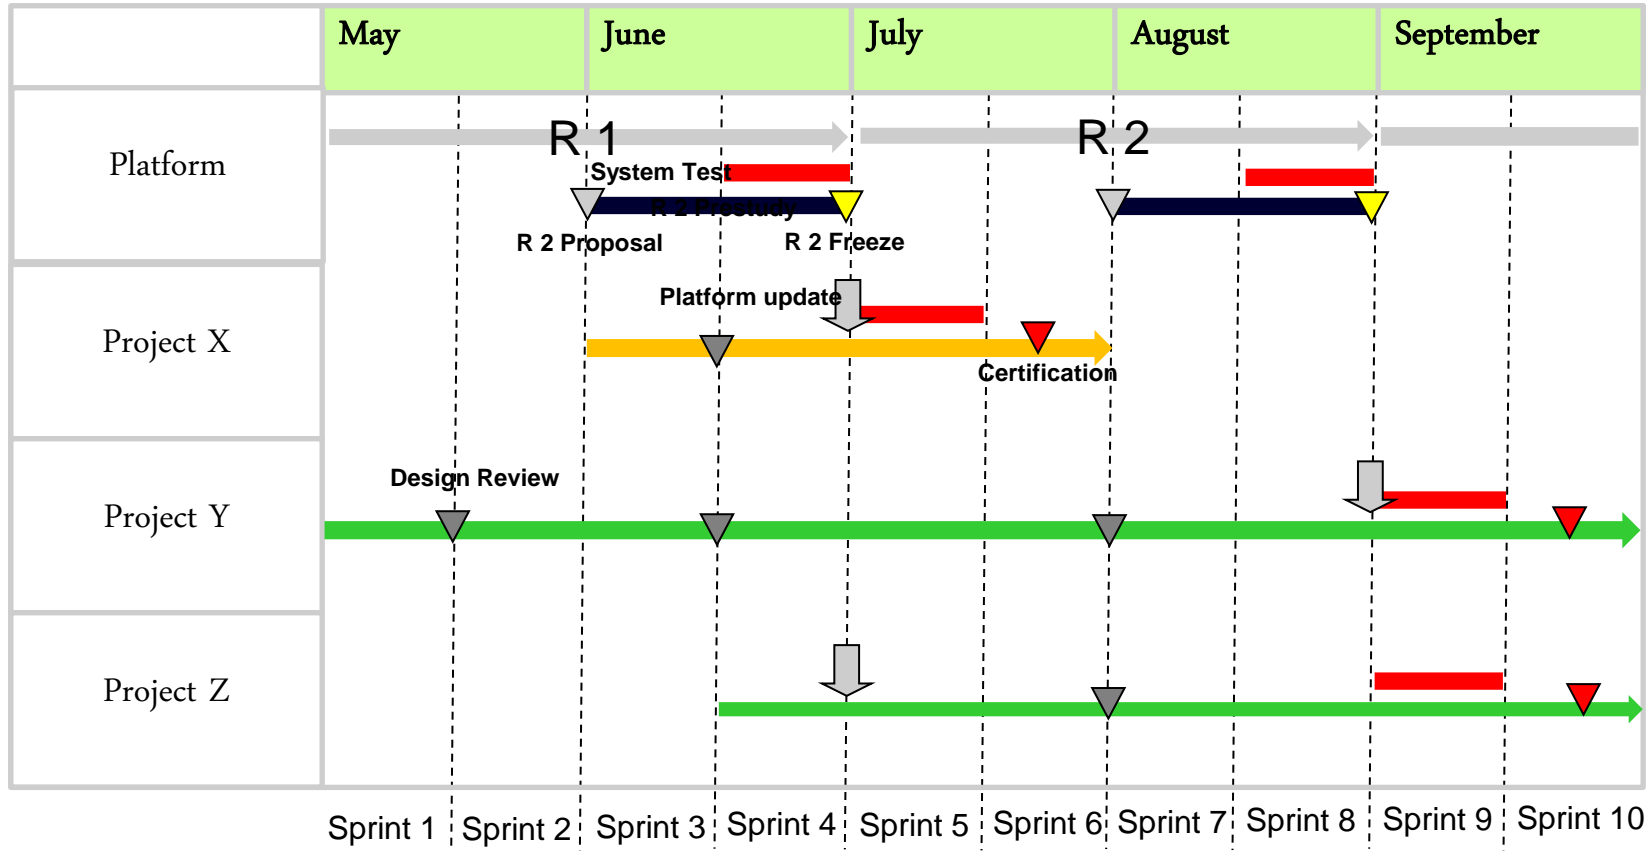 May
June
July
August
September
Platform
R 1
R 2
System Test
R 2 Prestudy
R 2 Proposal
R 2 Freeze
Platform update
Project X
Certification
Design Review
Project Y
Project Z
Sprint 1
Sprint 2
Sprint 3
Sprint 4
Sprint 5
Sprint 6
Sprint 7
Sprint 8
Sprint 9
Sprint 10